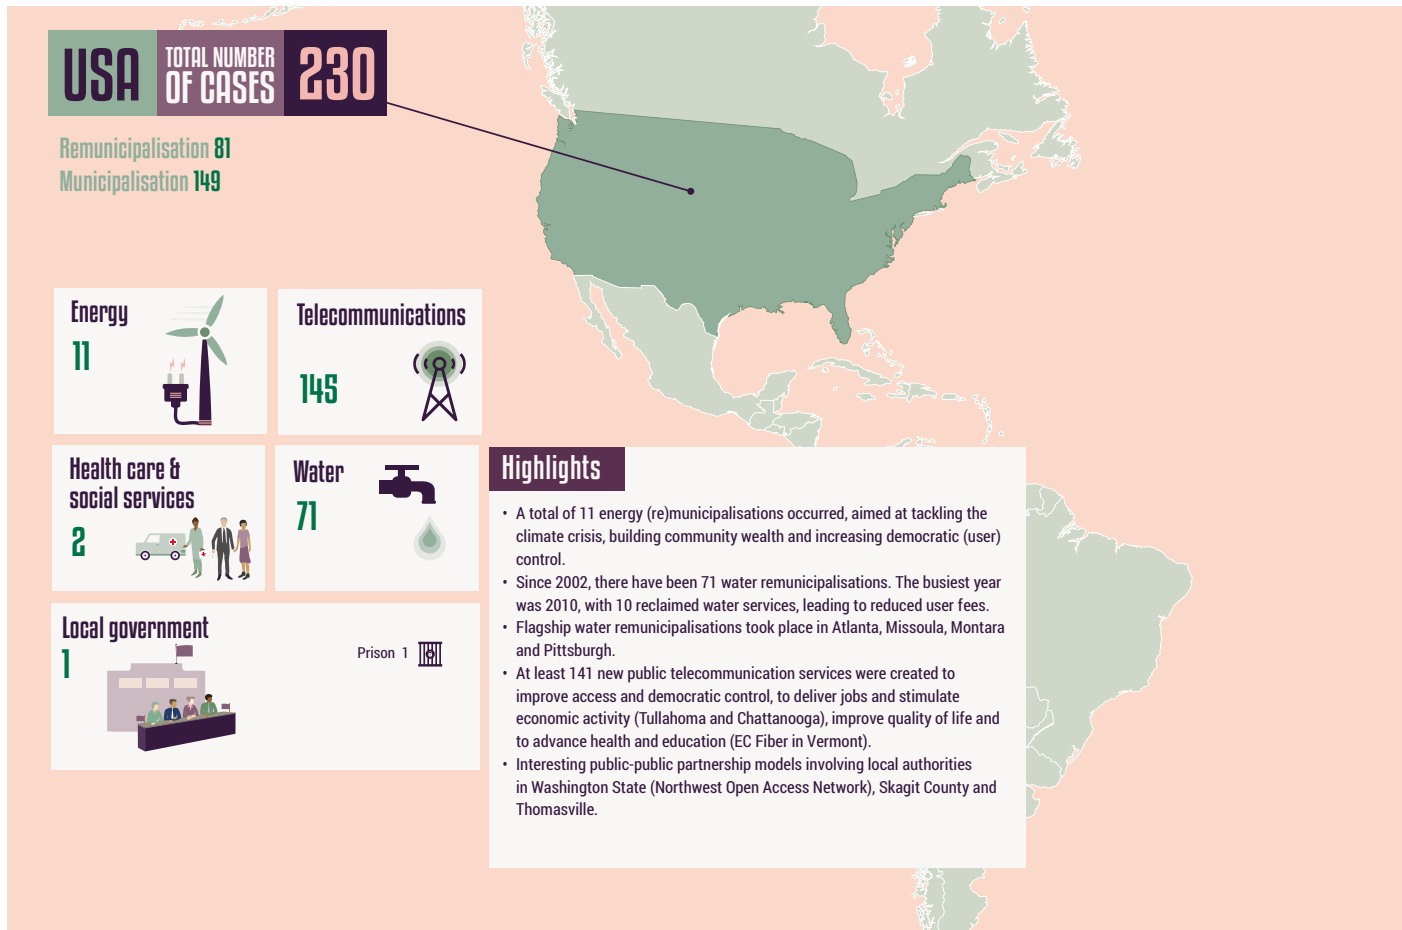 USA
TOTAL NUMBER
OF CASES
230
Remunicipalisation 81
Municipalisation 149
Energy
11
Telecommunications
145
Health care &
social services
2
Water
71
Local government
1
Prison 1
Highlights
• A total of 11 energy (re)municipalisations occurred, aimed at tackling the
climate crisis, building community wealth and increasing democratic (user)
control.
• Since 2002, there have been 71 water remunicipalisations. The busiest year
was 2010, with 10 reclaimed water services, leading to reduced user fees.
• Flagship water remunicipalisations took place in Atlanta, Missoula, Montara
and Pittsburgh.
• At least 141 new public telecommunication services were created to
improve access and democratic control, to deliver jobs and stimulate
economic activity (Tullahoma and Chattanooga), improve quality of life and
to advance health and education (EC Fiber in Vermont).
• Interesting public-public partnership models involving local authorities
in Washington State (Northwest Open Access Network), Skagit County and
Thomasville.